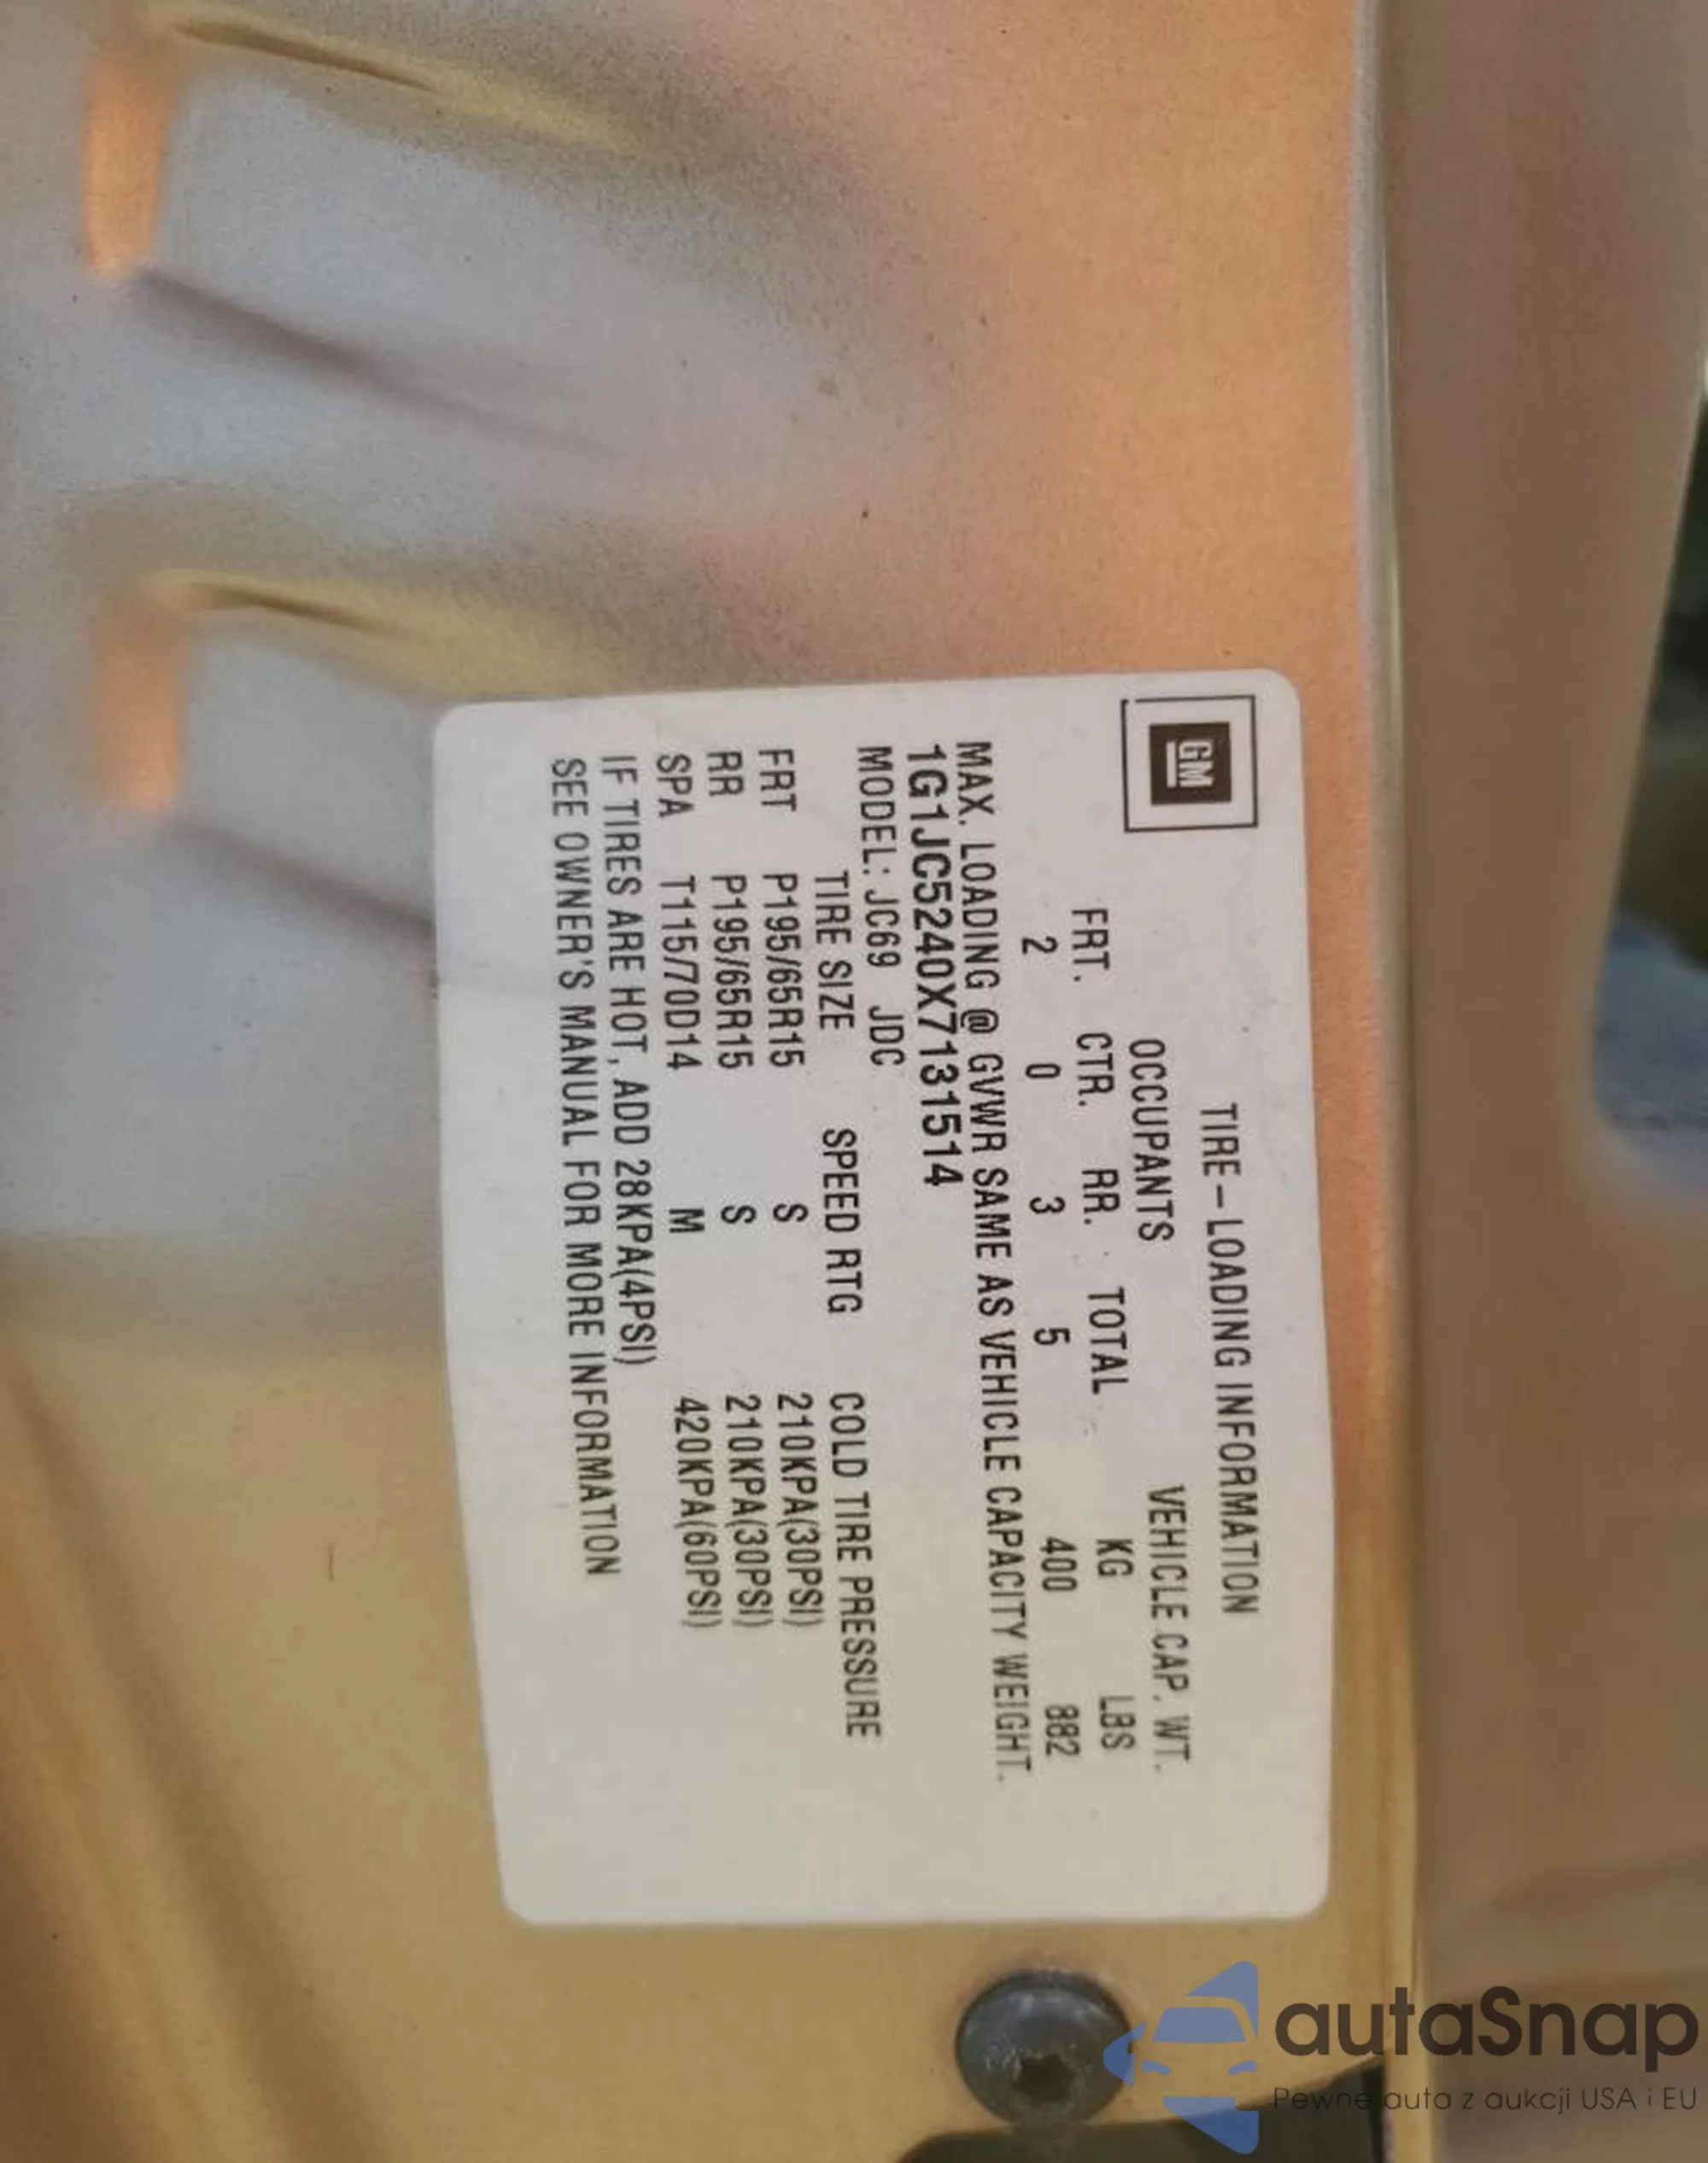 GM
TIRE-LOADING INFORMATION
OCCUPANTS VEHICLE CAP. WT.
FRT. CTR. RR. TOTAL KG LBS
2 0 3 5 400 882
MAX. LOADING @ GVWR SAME AS VEHICLE CAPACITY WEIGHT.
1G1JC5240X7131514
MODEL: JC69 JDC
TIRE SIZE SPEED RTG COLD TIRE PRESSURE
FRT P195/65R15 S 210KPA(30PSI)
RR P195/65R15 S 210KPA(30PSI)
SPA T115/70D14 M 420KPA(60PSI)
IF TIRES ARE HOT, ADD 28KPA(4PSI)
SEE OWNER'S MANUAL FOR MORE INFORMATION
autaSnap
Pewne auta z aukcji USA i EU